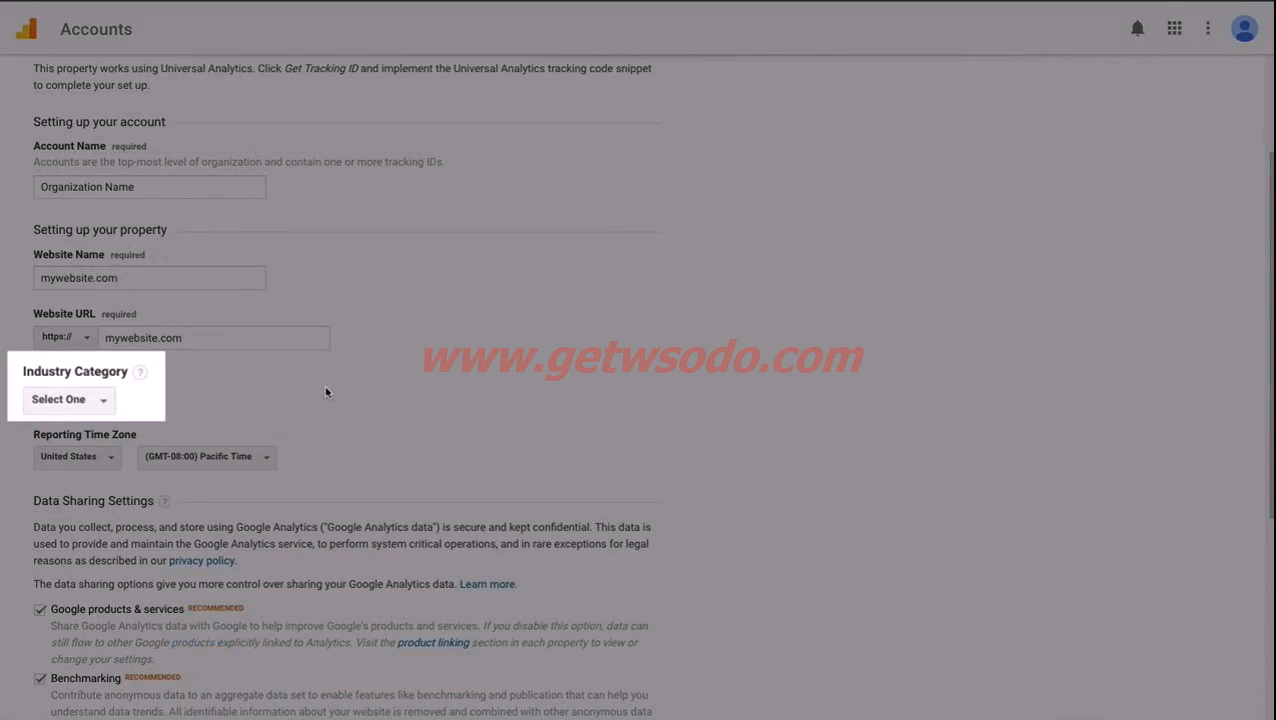 Accounts
This property works using Universal Analytics. Click Get Tracking ID and implement the Universal Analytics tracking code snippet
to complete your set up.
Setting up your account
Account Name required
Accounts are the top-most level of organization and contain one or more tracking IDs.
Organization Name
Setting up your property
Website Name required
mywebsite.com
Website URL required
https:// mywebsite.com
www.getwsodo.com
Industry Category ?
Select One
Reporting Time Zone
United States (GMT-08:00) Pacific Time
Data Sharing Settings ?
Data you collect, process, and store using Google Analytics ("Google Analytics data") is secure and kept confidential. This data is
used to provide and maintain the Google Analytics service, to perform system critical operations, and in rare exceptions for legal
reasons as described in our privacy policy.
The data sharing options give you more control over sharing your Google Analytics data. Learn more.
Google products & services RECOMMENDED
Share Google Analytics data with Google to help improve Google's products and services. If you disable this option, data can
still flow to other Google products explicitly linked to Analytics. Visit the product linking section in each property to view or
change your settings.
Benchmarking RECOMMENDED
Contribute anonymous data to an aggregate data set to enable features like benchmarking and publication that can help you
understand data trends. All identifiable information about your website is removed and combined with other anonymous data